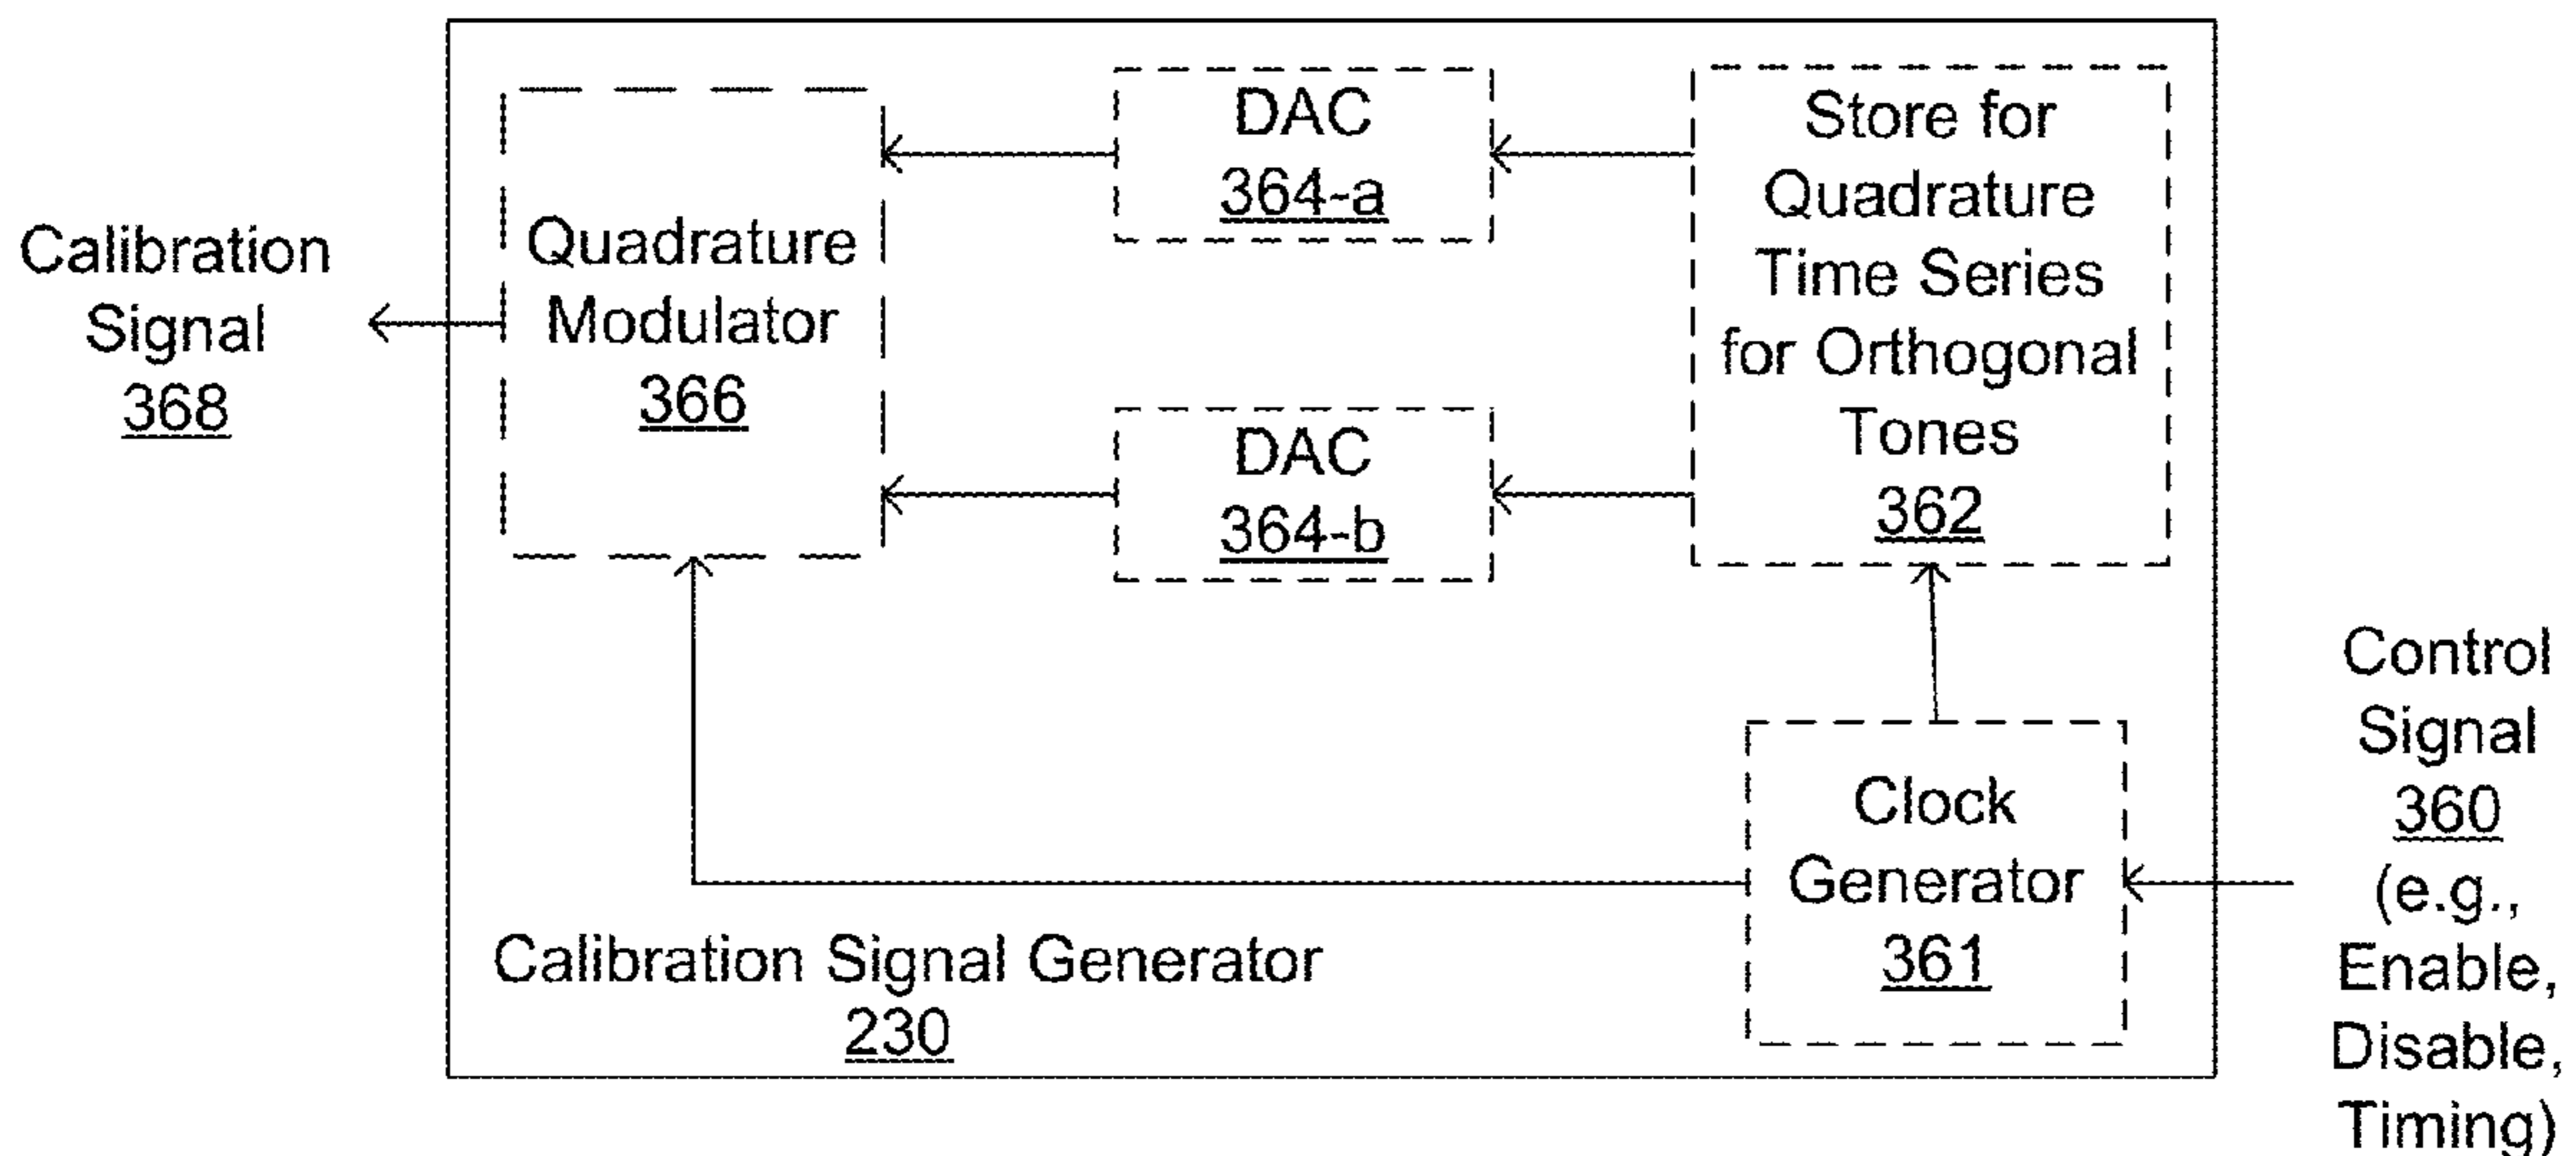 Calibration
Signal
368
Quadrature
Modulator
366
DAC
364-a
DAC
364-b
Store for
Quadrature
Time Series
for Orthogonal
Tones
362
Clock
Generator
361
Calibration Signal Generator
230
Control
Signal
360
(e.g.,
Enable,
Disable,
Timing)